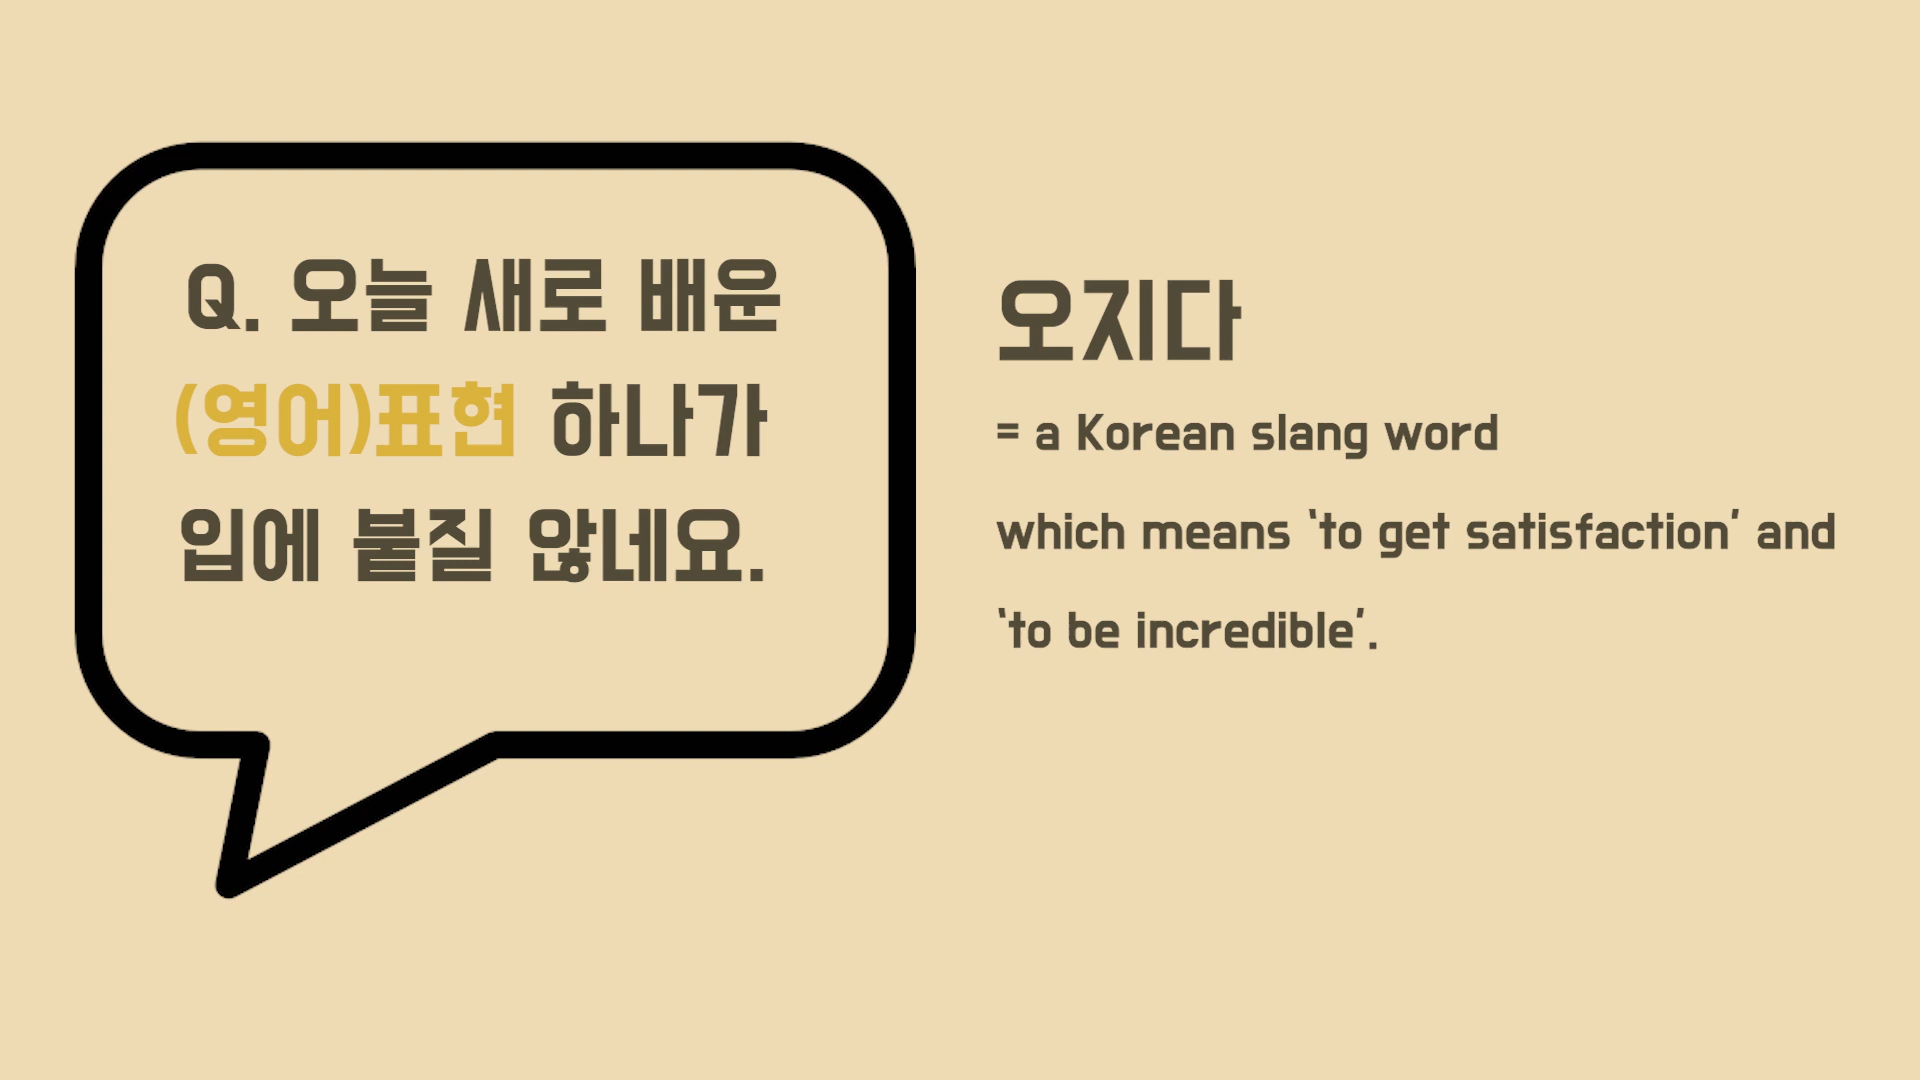 Q. 오늘 새로 배운
(영어)표현 하나가
입에 붙질 않네요.
오지다
= a Korean slang word
which means ‘to get satisfaction’ and
‘to be incredible’.